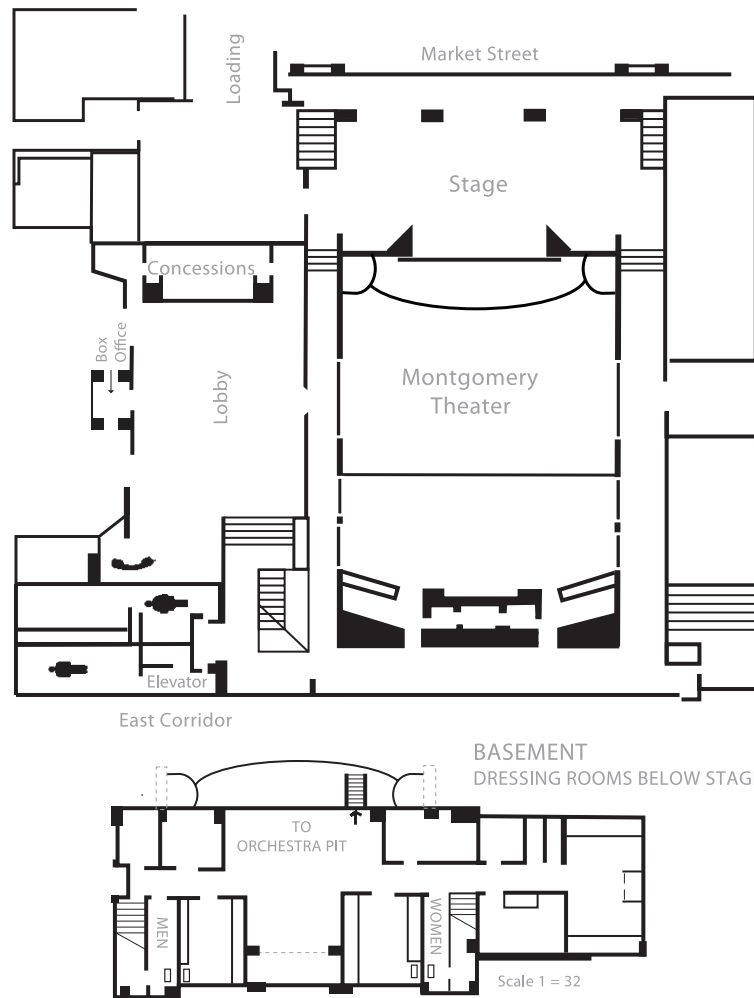 Market Street
Loading
Stage
Concessions
Box
Office
Lobby
Montgomery
Theater
Elevator
East Corridor
BASEMENT
DRESSING ROOMS BELOW STAG
TO
ORCHESTRA PIT
MEN
WOMEN
Scale 1 = 32